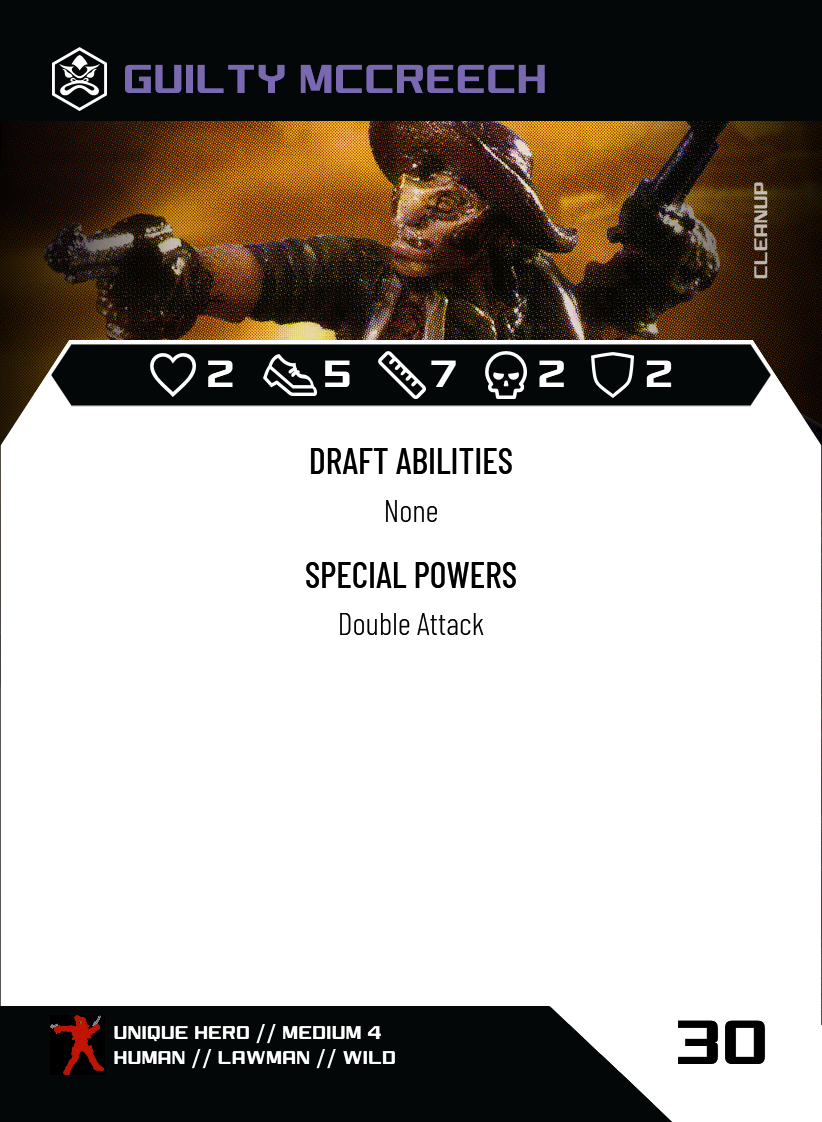 GUILTY MCCREECH
CLEANUP
2 5 7 2 2
DRAFT ABILITIES
None
SPECIAL POWERS
Double Attack
UNIQUE HERO // MEDIUM 4
HUMAN // LAWMAN // WILD
30